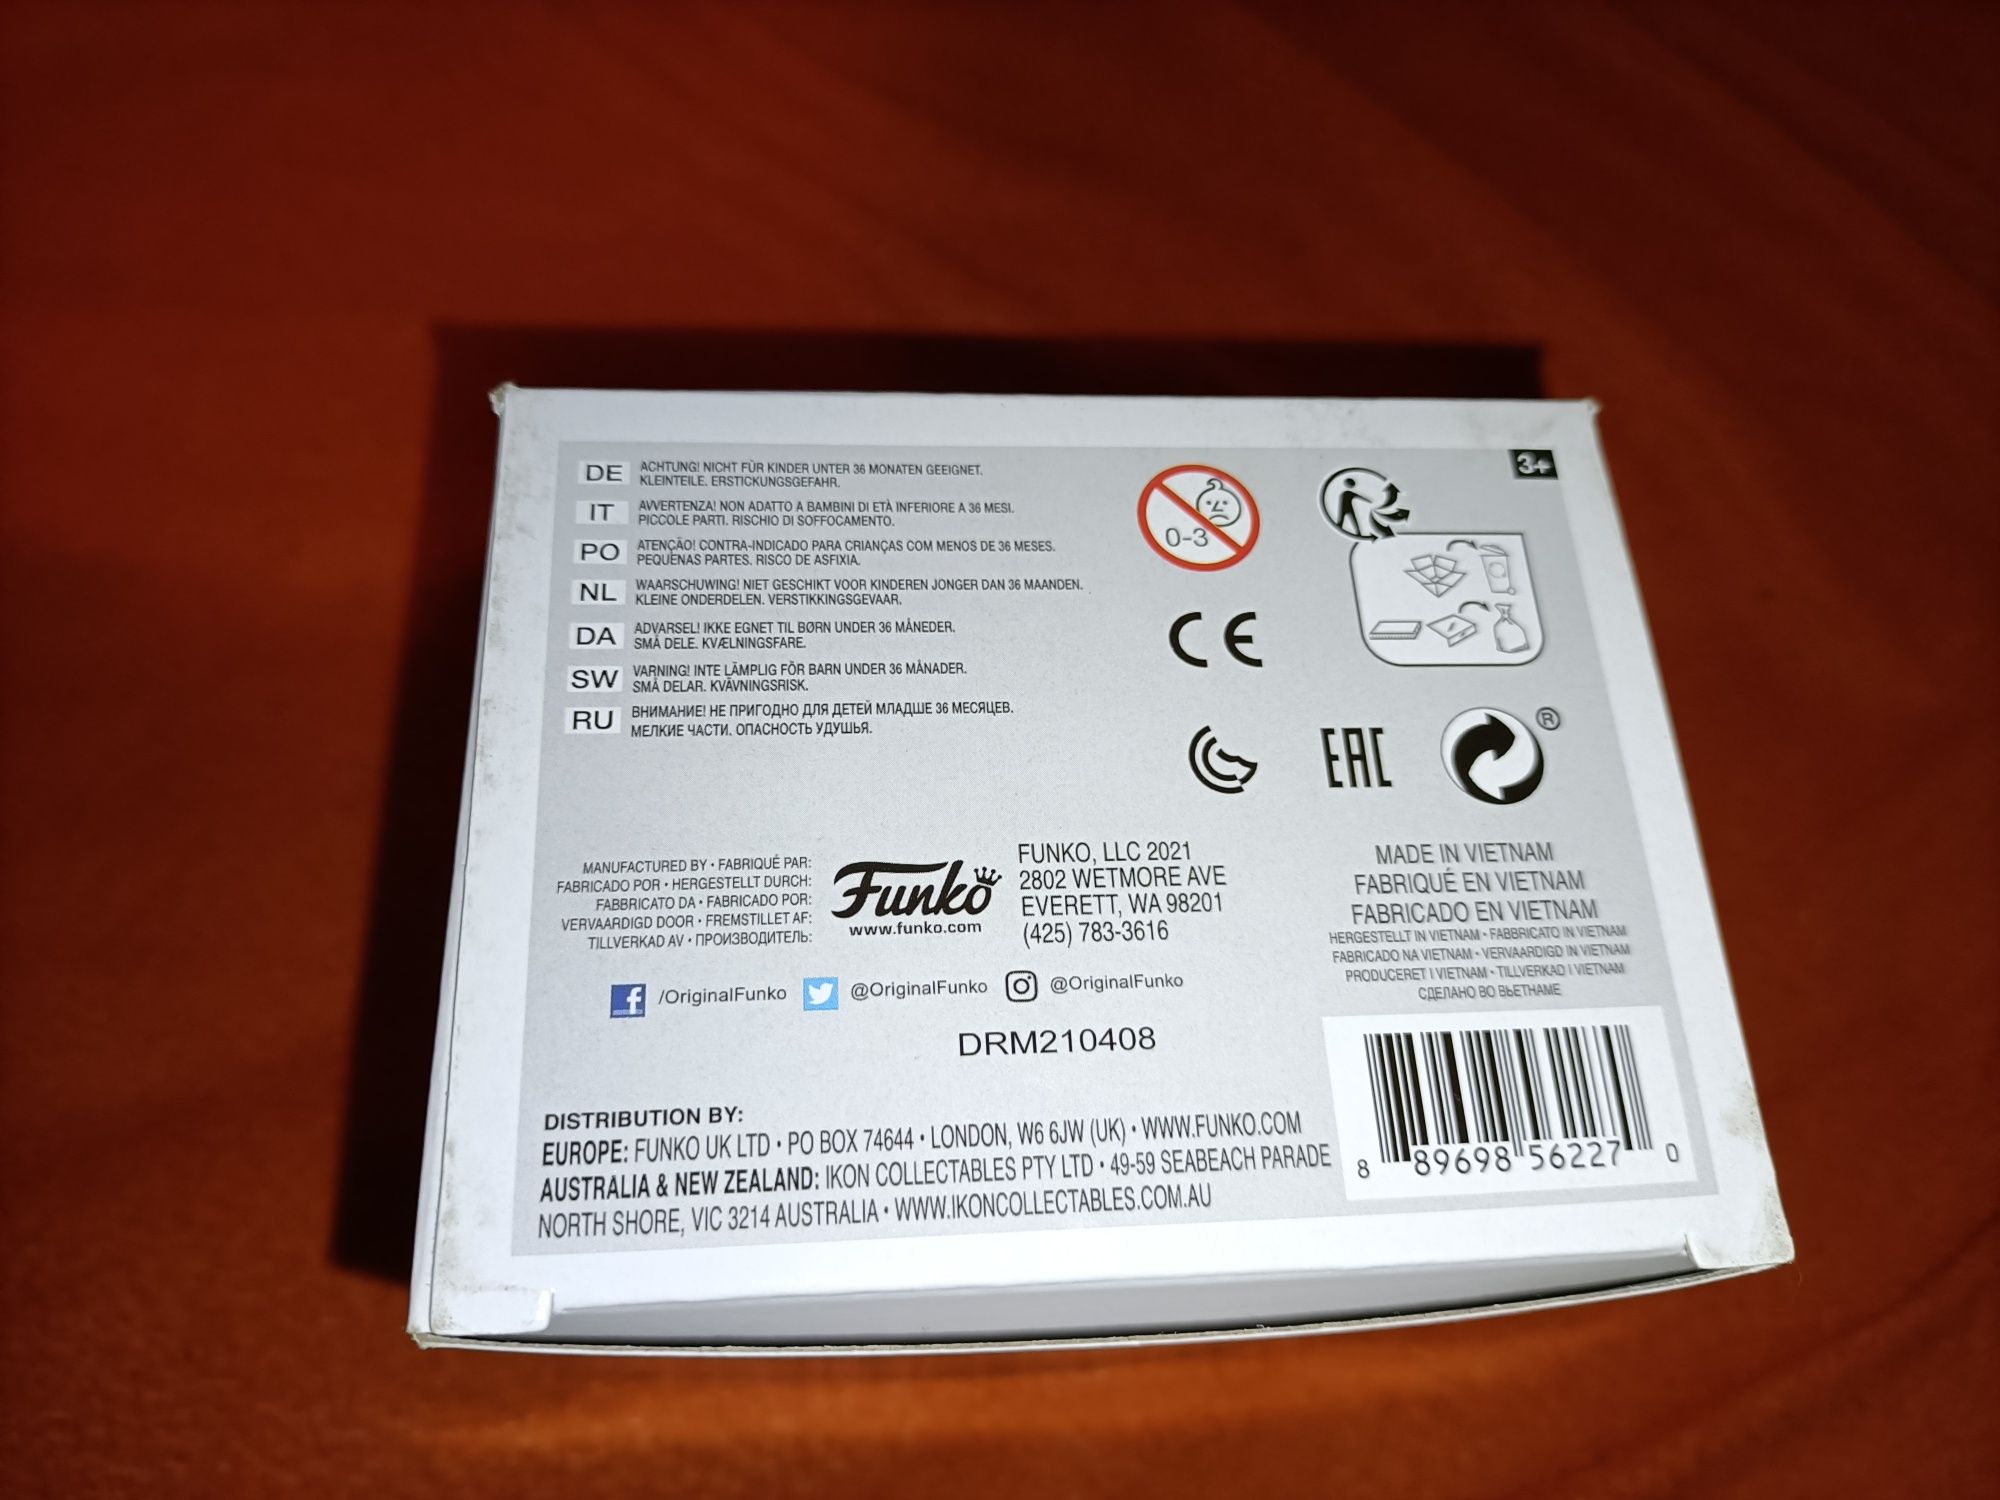 DE ACHTUNG! NICHT FÜR KINDER UNTER 36 MONATEN GEEIGNET.
KLEINTEILE. ERSTICKUNGSGEFAHR.
IT AVVERTENZA! NON ADATTO A BAMBINI DI ETÀ INFERIORE A 36 MESI.
PICCOLE PARTI. RISCHIO DI SOFFOCAMENTO.
PO ATENÇÃO! CONTRA-INDICADO PARA CRIANÇAS COM MENOS DE 36 MESES.
PEQUENAS PARTES. RISCO DE ASFIXIA.
NL WAARSCHUWING! NIET GESCHIKT VOOR KINDEREN JONGER DAN 36 MAANDEN.
KLEINE ONDERDELEN. VERSTIKKINGSGEVAAR.
DA ADVARSEL! IKKE EGNET TIL BØRN UNDER 36 MÅNEDER.
SMÅ DELE. KVÆLNINGSFARE.
SW VARNING! INTE LÄMPLIG FÖR BARN UNDER 36 MÅNADER.
SMÅ DELAR. KVÄVNINGSRISK.
RU ВНИМАНИЕ! НЕ ПРИГОДНО ДЛЯ ДЕТЕЙ МЛАДШЕ 36 МЕСЯЦЕВ.
МЕЛКИЕ ЧАСТИ. ОПАСНОСТЬ УДУШЬЯ.
0-3
3+
CE
EAC
®
MANUFACTURED BY • FABRIQUÉ PAR:
FABRICADO POR • HERGESTELLT DURCH:
FABBRICATO DA • FABRICADO POR:
VERVAARDIGD DOOR • FREMSTILLET AF:
TILLVERKAD AV • ПРОИЗВОДИТЕЛЬ:
Funko
www.funko.com
FUNKO, LLC 2021
2802 WETMORE AVE
EVERETT, WA 98201
(425) 783-3616
MADE IN VIETNAM
FABRIQUÉ EN VIETNAM
FABRICADO EN VIETNAM
HERGESTELLT IN VIETNAM • FABBRICATO IN VIETNAM
FABRICADO NA VIETNAM • VERVAARDIGD IN VIETNAM
PRODUCERET I VIETNAM • TILLVERKAD I VIETNAM
СДЕЛАНО ВО ВЬЕТНАМЕ
/OriginalFunko @OriginalFunko @OriginalFunko
DRM210408
DISTRIBUTION BY:
EUROPE: FUNKO UK LTD • PO BOX 74644 • LONDON, W6 6JW (UK) • WWW.FUNKO.COM
AUSTRALIA & NEW ZEALAND: IKON COLLECTABLES PTY LTD • 49-59 SEABEACH PARADE
NORTH SHORE, VIC 3214 AUSTRALIA • WWW.IKONCOLLECTABLES.COM.AU
8 89698 56227 0